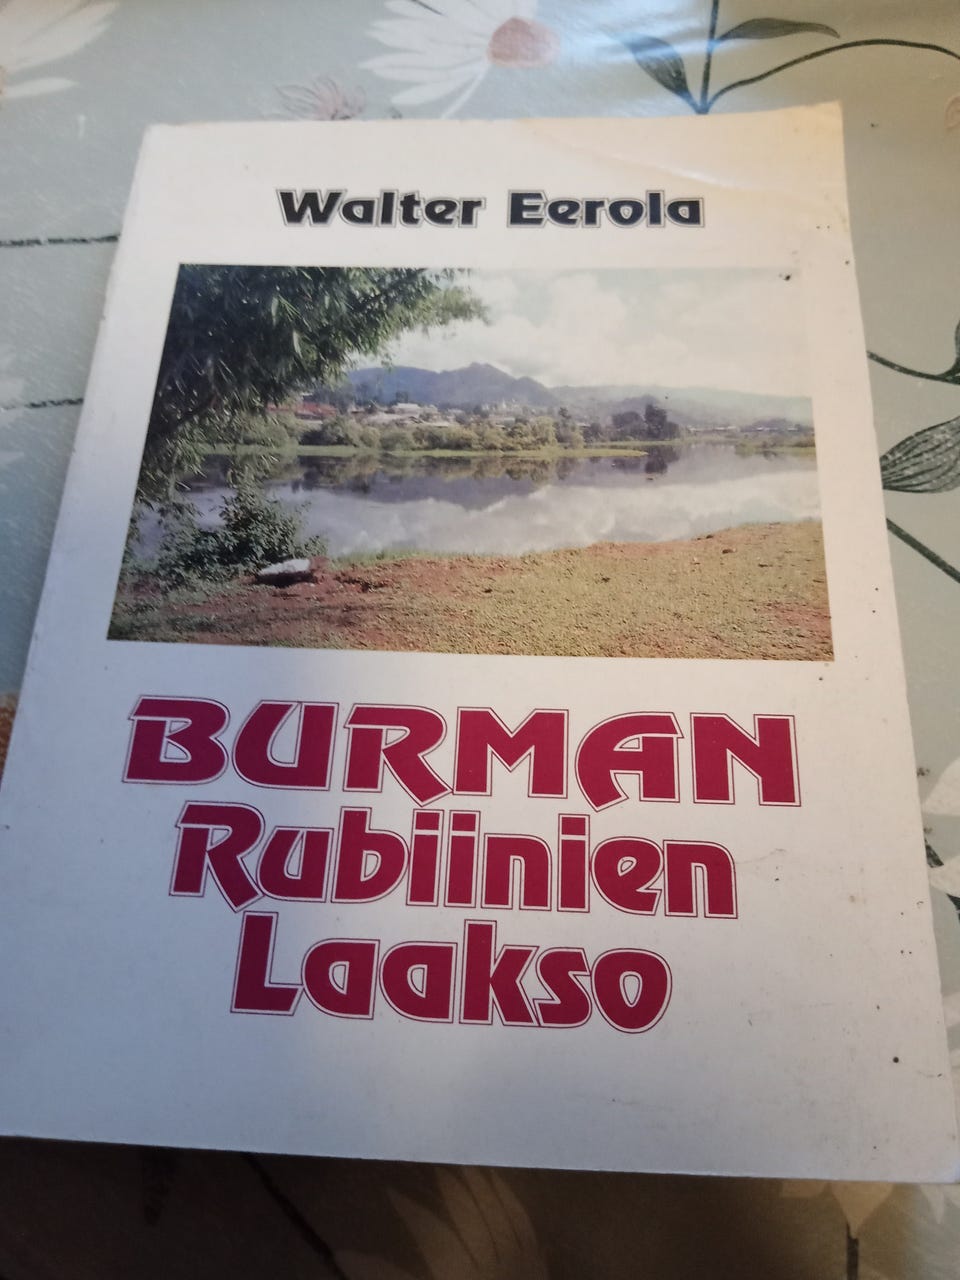 Walter Eerola
BURMAN
Rubiinien
Laakso